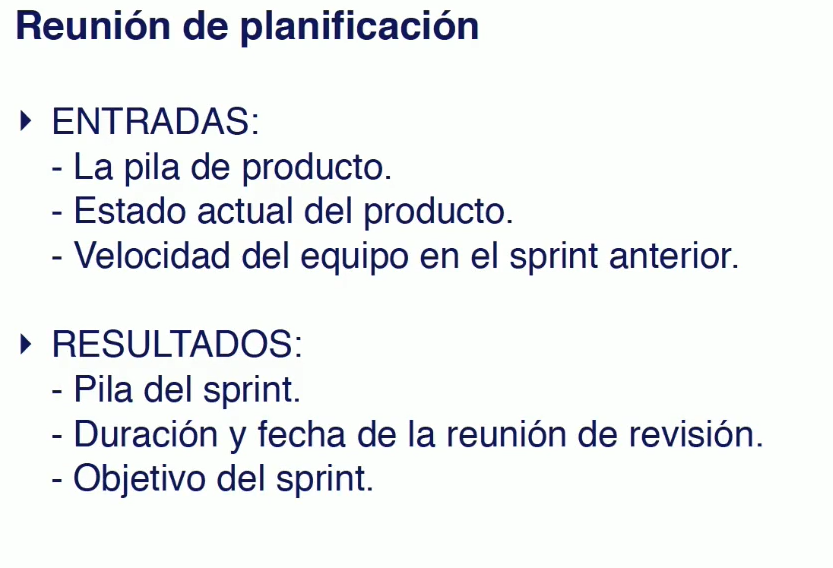 Reunión de planificación
ENTRADAS:
- La pila de producto.
- Estado actual del producto.
- Velocidad del equipo en el sprint anterior.
RESULTADOS:
- Pila del sprint.
- Duración y fecha de la reunión de revisión.
- Objetivo del sprint.